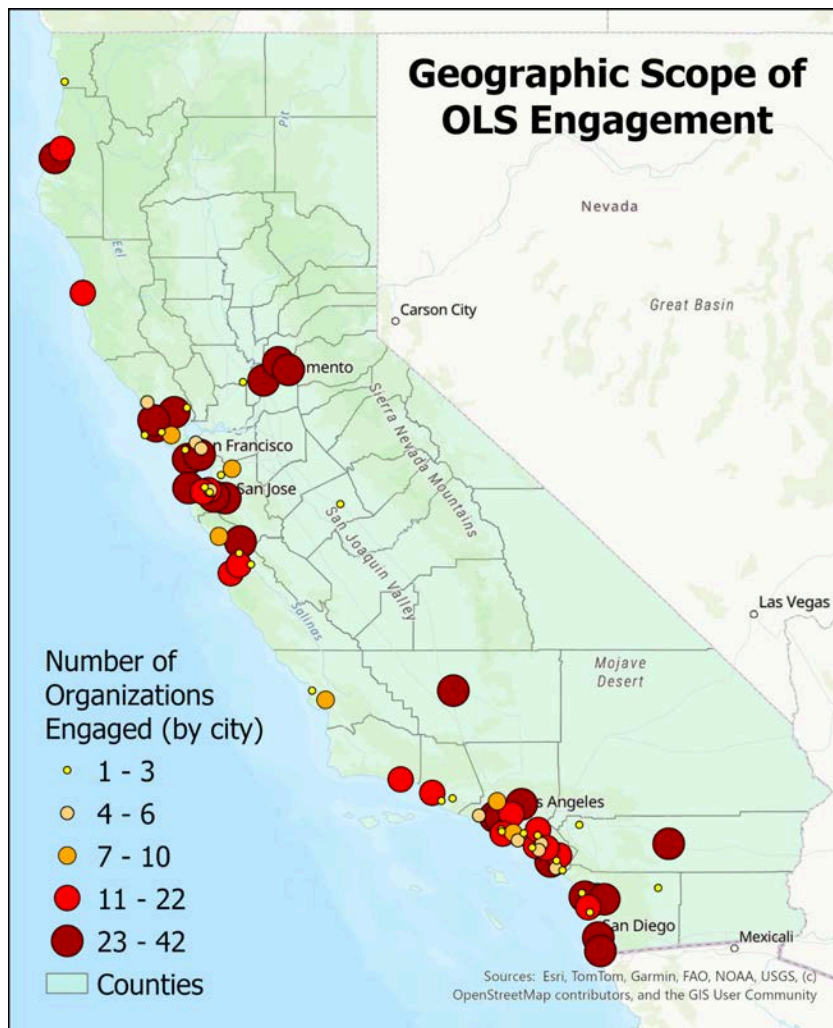 Geographic Scope of
OLS Engagement
Pit
Nevada
Eel
Great Basin
Carson City
mento
Sierra Nevada Mountains
n Francisco
San Jose
San Joaquin Valley
Las Vegas
Salinas
Mojave
Desert
s Angeles
San Diego
Mexicali
Number of
Organizations
Engaged (by city)
1 - 3
4 - 6
7 - 10
11 - 22
23 - 42
Counties
Sources: Esri, TomTom, Garmin, FAO, NOAA, USGS, (c)
OpenStreetMap contributors, and the GIS User Community